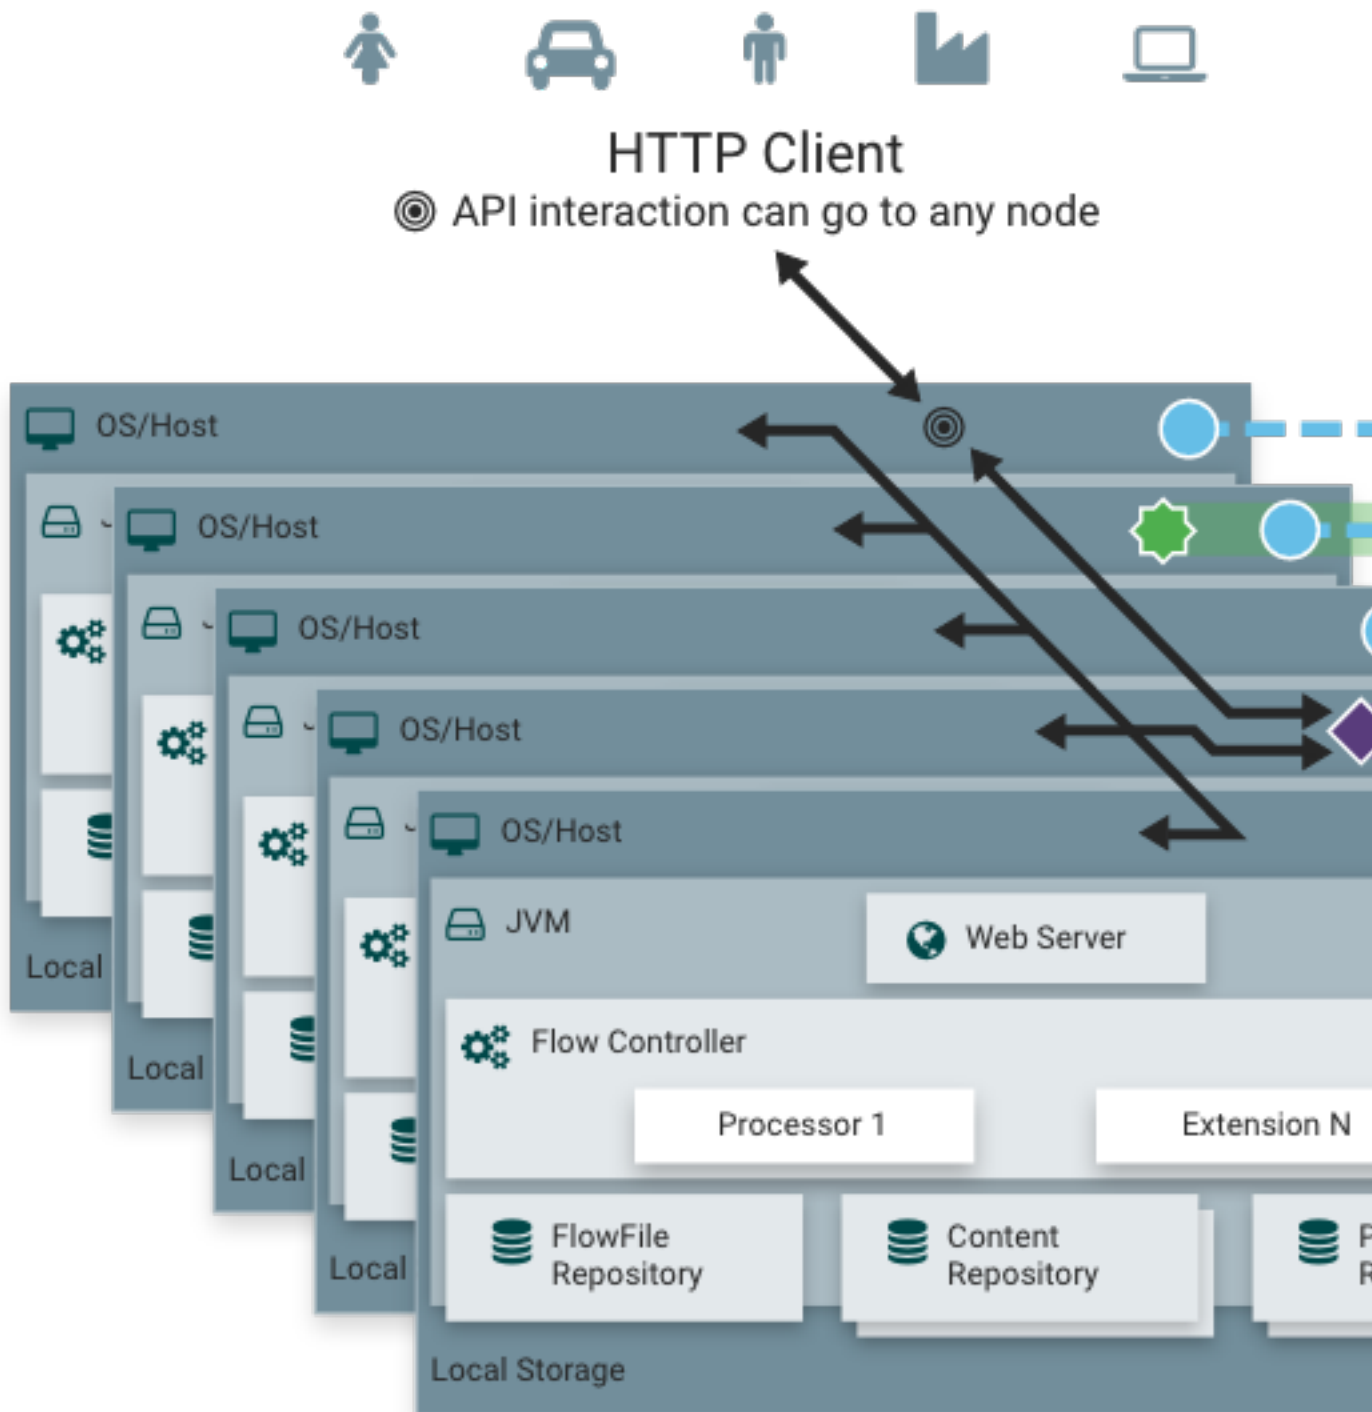 HTTP Client
API interaction can go to any node
OS/Host
OS/Host
OS/Host
OS/Host
OS/Host
JVM
Web Server
Flow Controller
Processor 1
Extension N
FlowFile
Repository
Content
Repository
Local
Local
Local
Local
Local Storage